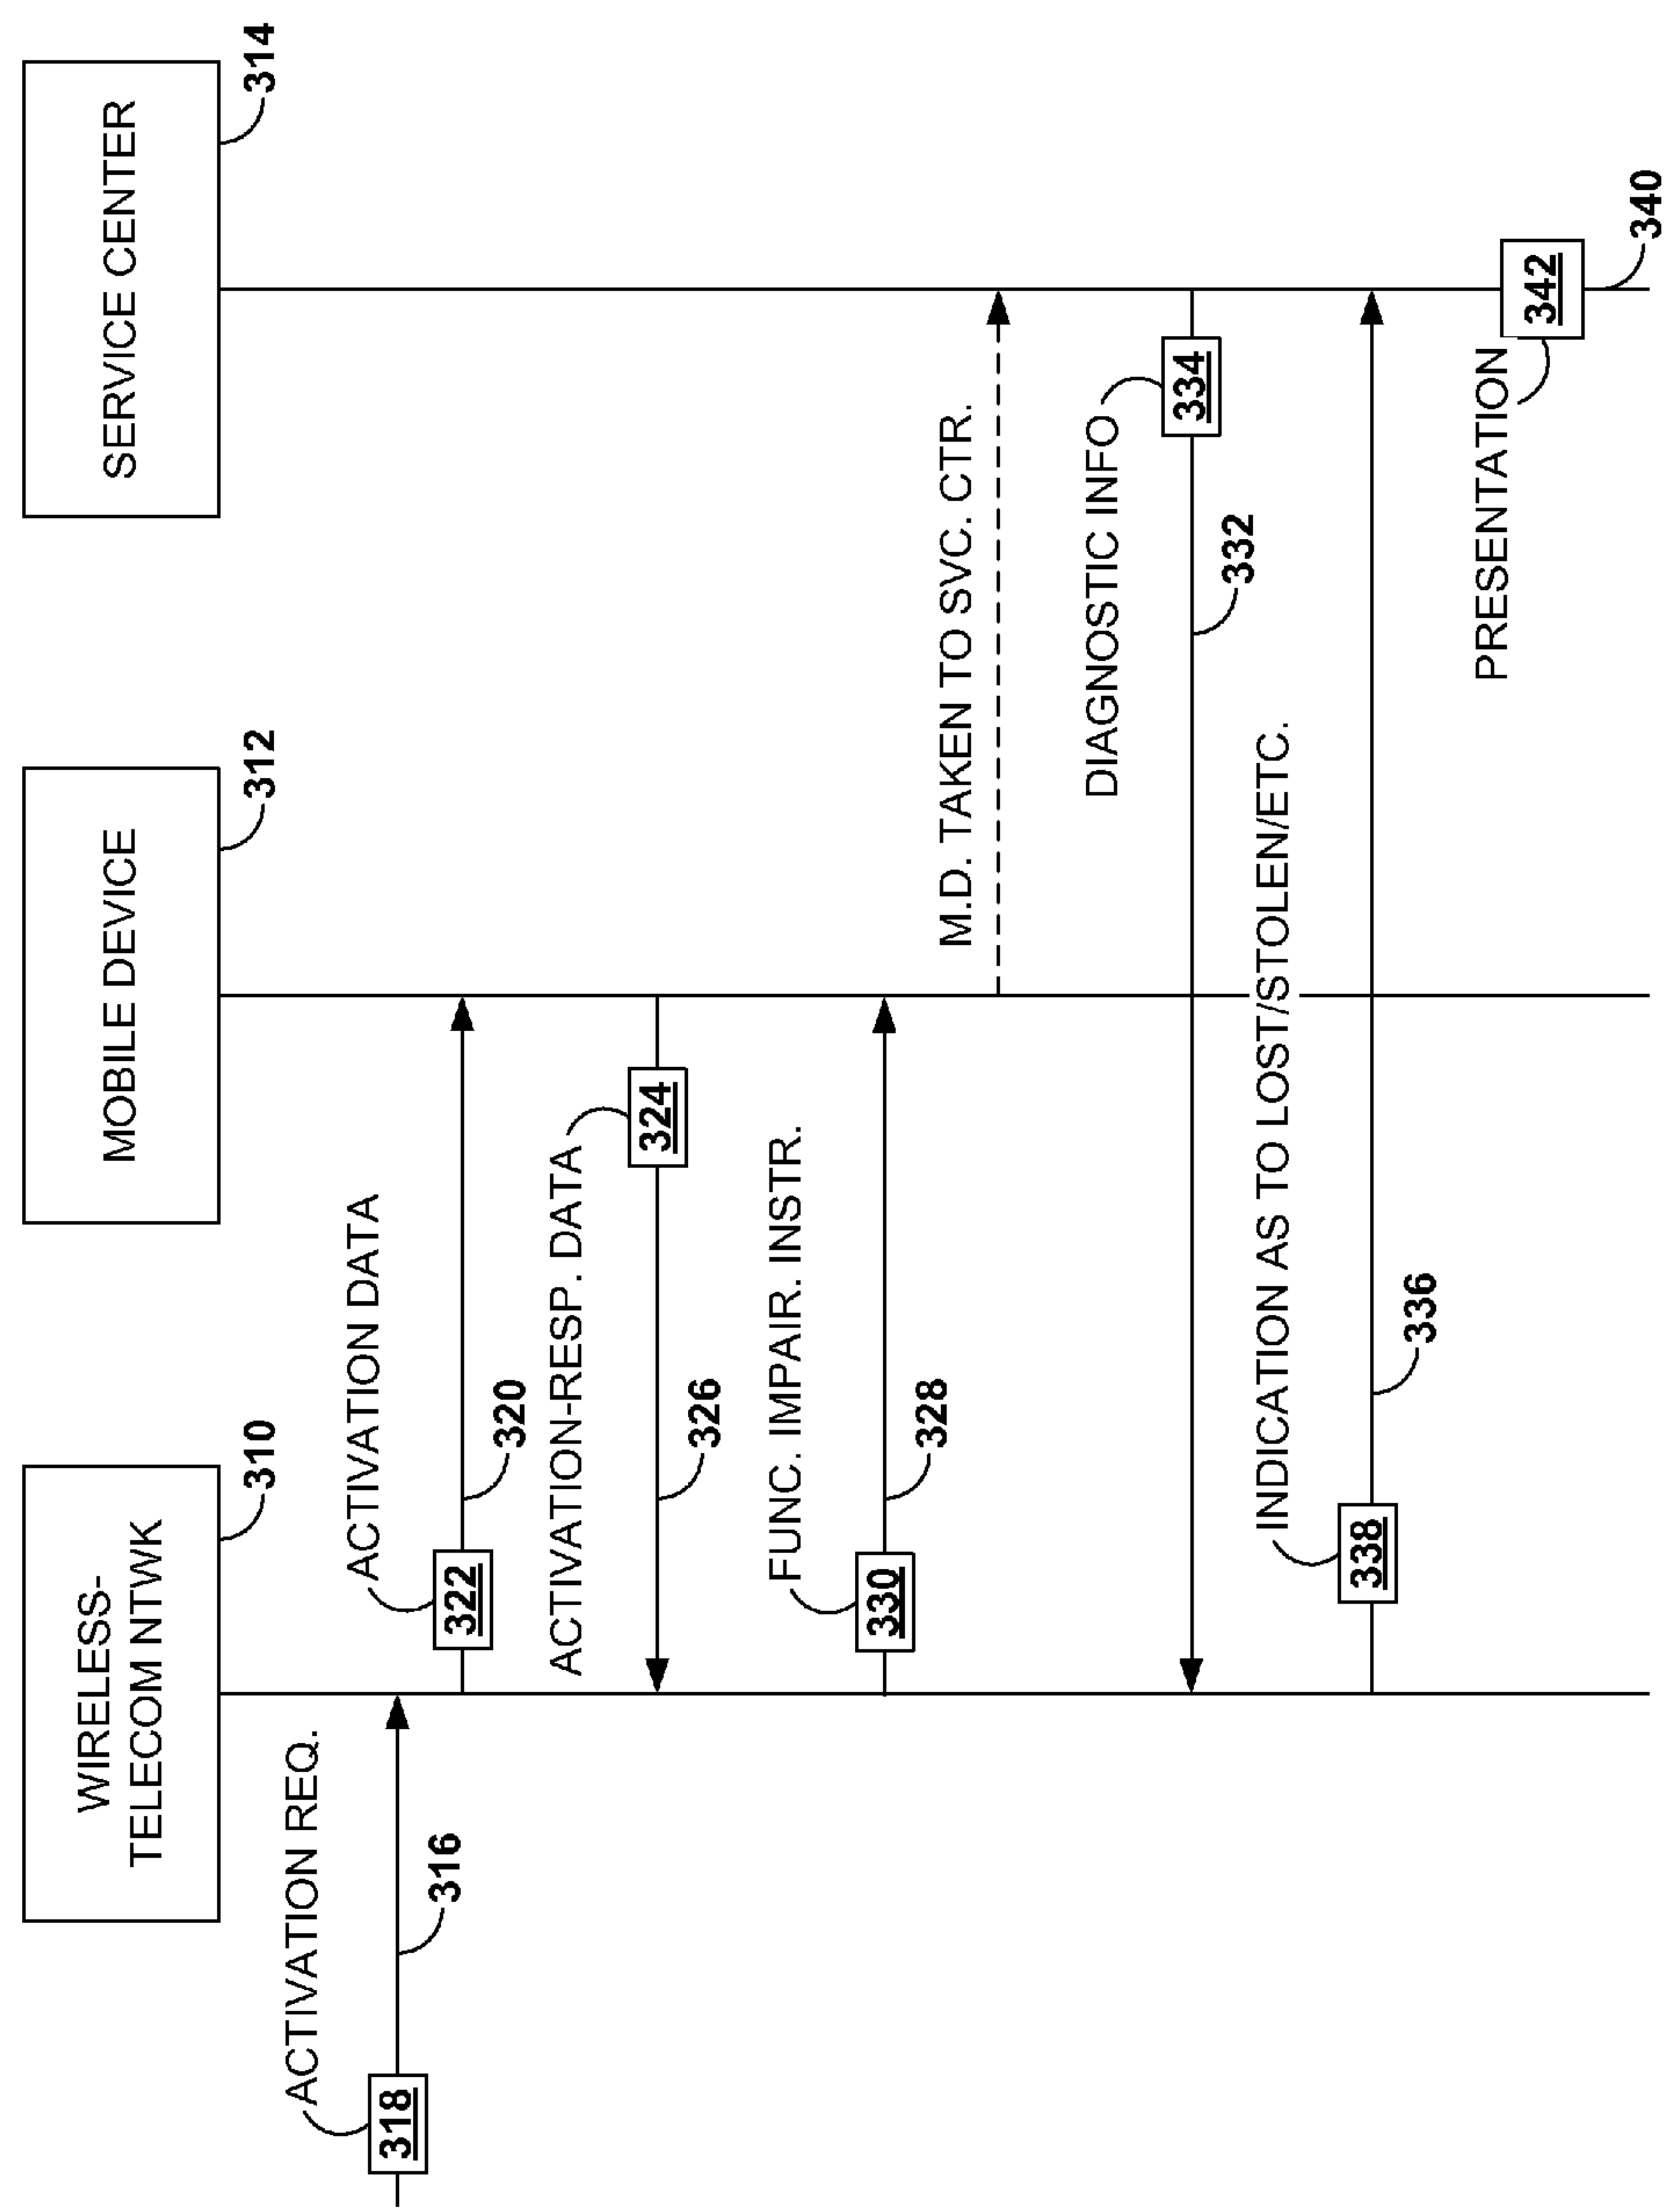 WIRELESS-
TELECOM NTWK
310
MOBILE DEVICE
312
SERVICE CENTER
314
ACTIVATION REQ.
318
316
ACTIVATION DATA
322
320
ACTIVATION-RESP. DATA
324
326
FUNC. IMPAIR. INSTR.
330
328
M.D. TAKEN TO SVC. CTR.
DIAGNOSTIC INFO
334
332
INDICATION AS TO LOST/STOLEN/ETC.
338
336
PRESENTATION
342
340